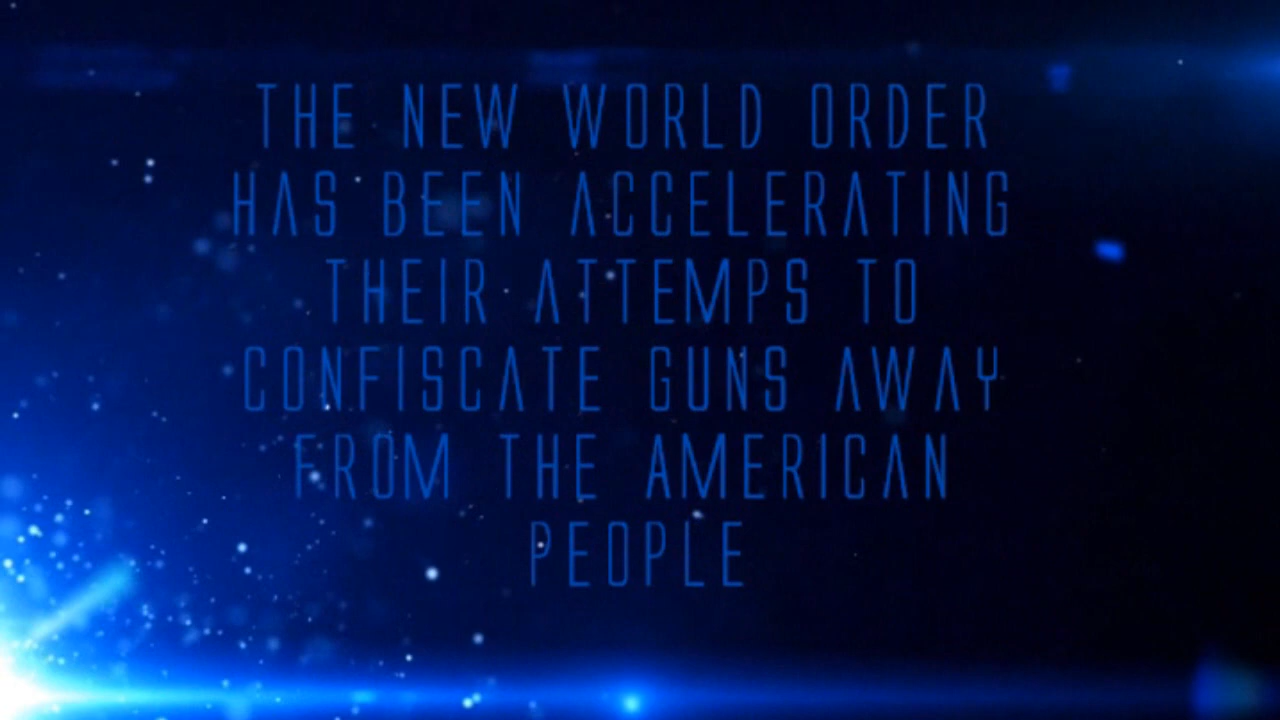 THE NEW WORLD ORDER
HAS BEEN ACCELERATING
THEIR ATTEMPS TO
CONFISCATE GUNS AWAY
FROM THE AMERICAN
PEOPLE